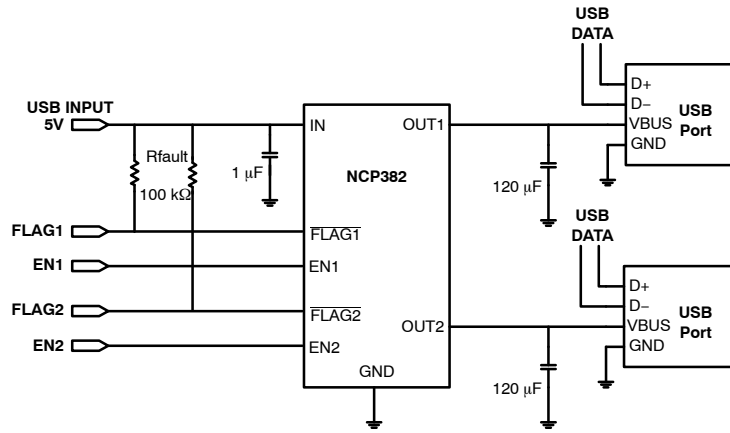 USB
DATA
D+
D−
VBUS
GND
USB
Port
USB INPUT
5V
Rfault
100 kΩ
1 μF
IN
OUT1
NCP382
120 μF
FLAG1
FLAG1
EN1
EN1
FLAG2
FLAG2
EN2
EN2
OUT2
GND
USB
DATA
D+
D−
VBUS
GND
USB
Port
120 μF